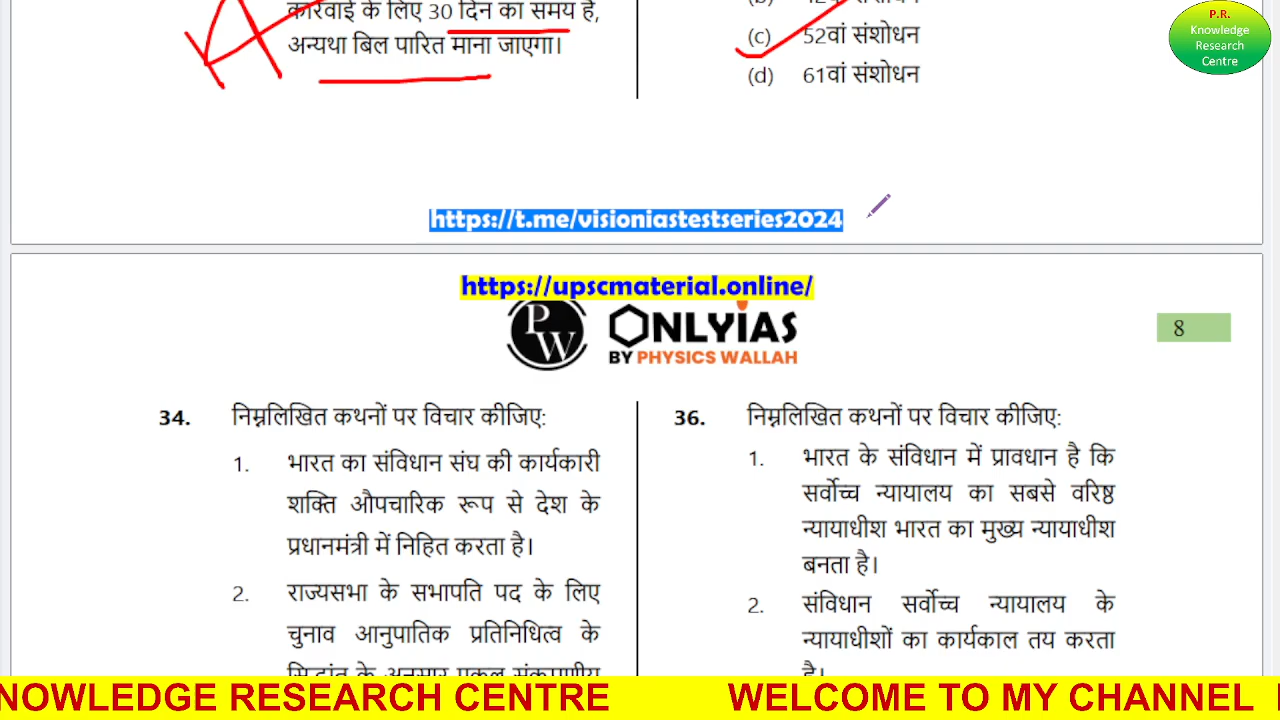 कार्रवाई के लिए 30 दिन का समय है,
अन्यथा बिल पारित माना जाएगा।
(c) 52वां संशोधन
(d) 61वां संशोधन
P.R.
Knowledge
Research
Centre
https://t.me/visioniastestseries2024
https://upscmaterial.online/
PW
ONLYIAS
BY PHYSICS WALLAH
8
34. निम्नलिखित कथनों पर विचार कीजिए:
1. भारत का संविधान संघ की कार्यकारी
शक्ति औपचारिक रूप से देश के
प्रधानमंत्री में निहित करता है।
2. राज्यसभा के सभापति पद के लिए
चुनाव आनुपातिक प्रतिनिधित्व के
36. निम्नलिखित कथनों पर विचार कीजिए:
1. भारत के संविधान में प्रावधान है कि
सर्वोच्च न्यायालय का सबसे वरिष्ठ
न्यायाधीश भारत का मुख्य न्यायाधीश
बनता है।
2. संविधान सर्वोच्च न्यायालय के
न्यायाधीशों का कार्यकाल तय करता
है।
NOWLEDGE RESEARCH CENTRE WELCOME TO MY CHANNEL